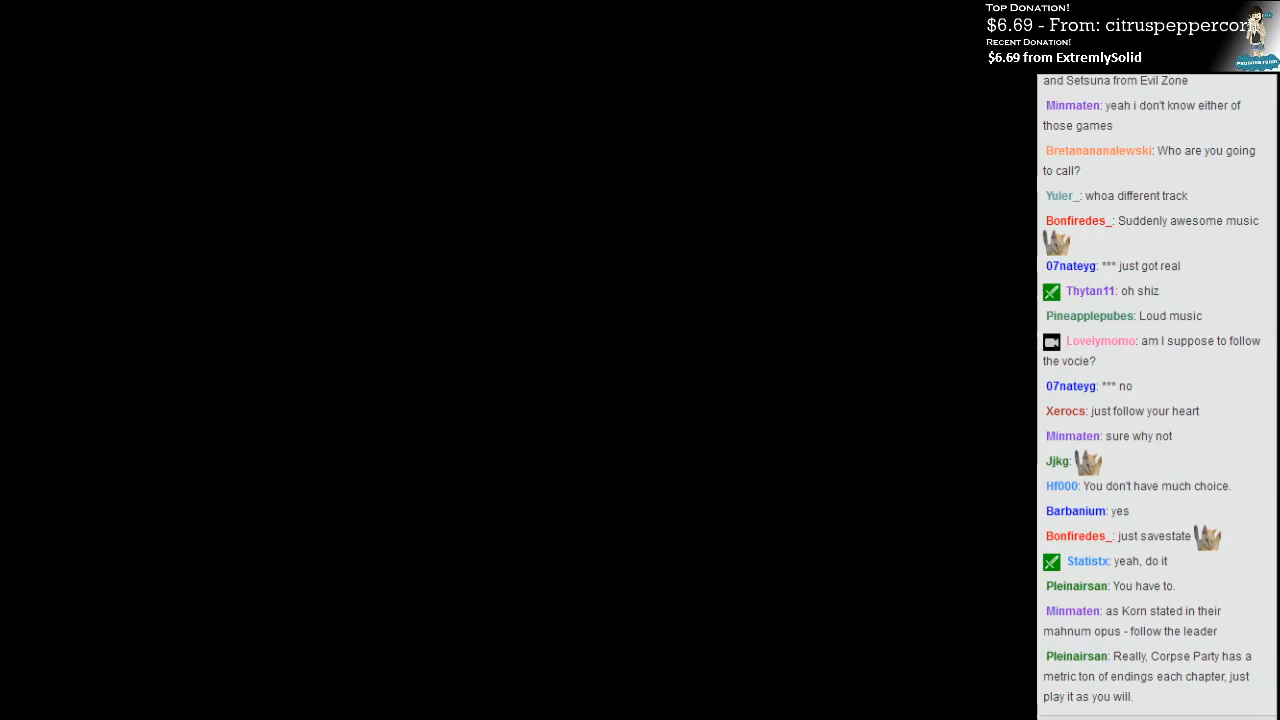 Top Donation!
$6.69 - From: citruspeppercorn
Recent Donation!
$6.69 from ExtremlySolid
and Setsuna from Evil Zone
Minmaten: yeah i don't know either of
those games
Bretanananalewski: Who are you going
to call?
Yuler_: whoa different track
Bonfiredes_: Suddenly awesome music
07nateyg: *** just got real
Thytan11: oh shiz
Pineapplepubes: Loud music
Lovelymomo: am I suppose to follow
the vocie?
07nateyg: *** no
Xerocs: just follow your heart
Minmaten: sure why not
Jjkg:
Hf000: You don't have much choice.
Barbanium: yes
Bonfiredes_: just savestate
Statistx: yeah, do it
Pleinairsan: You have to.
Minmaten: as Korn stated in their
mahnum opus - follow the leader
Pleinairsan: Really, Corpse Party has a
metric ton of endings each chapter, just
play it as you will.